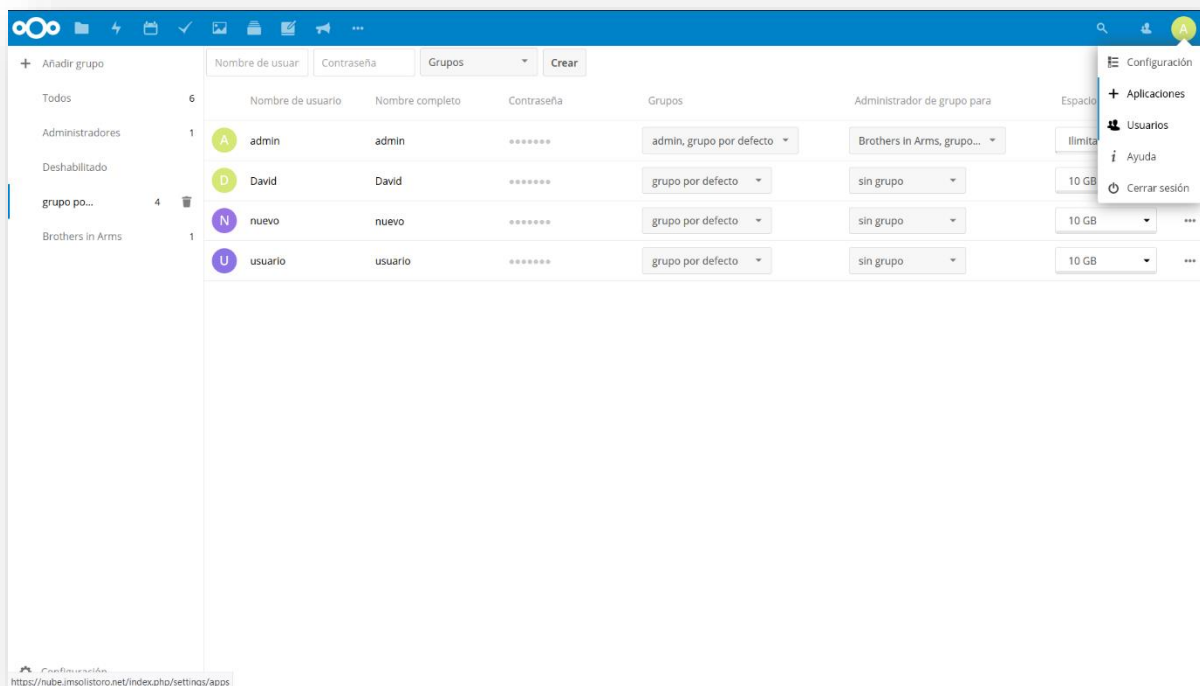 A
Añadir grupo
Nombre de usuar Contraseña Grupos Crear
Configuración
Aplicaciones
Usuarios
Ayuda
Cerrar sesión
Todos 6
Administradores 1
Deshabilitado
grupo po... 4
Brothers in Arms 1
Nombre de usuario Nombre completo Contraseña Grupos Administrador de grupo para Espacio
A admin admin admin, grupo por defecto Brothers in Arms, grupo... Ilimita
D David David grupo por defecto sin grupo 10 GB
N nuevo nuevo grupo por defecto sin grupo 10 GB
U usuario usuario grupo por defecto sin grupo 10 GB
Configuración
https://nube.jmsolistoro.net/index.php/settings/apps